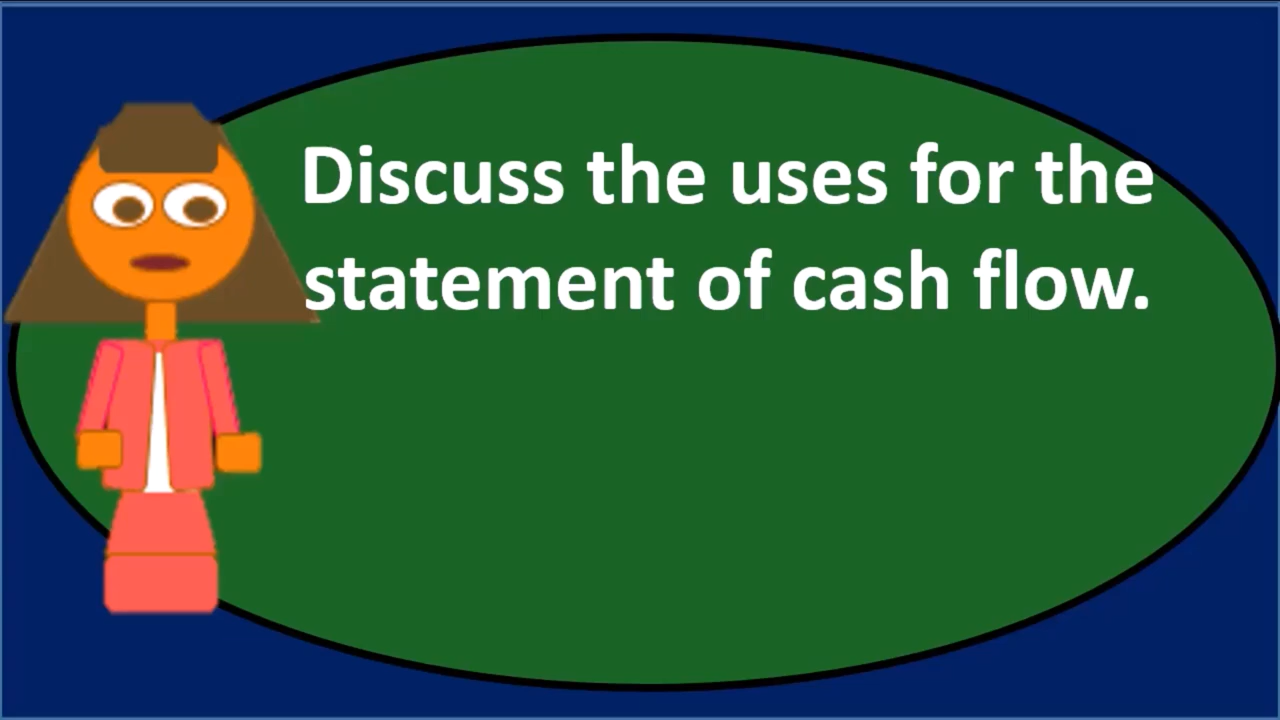 Discuss the uses for the
statement of cash flow.